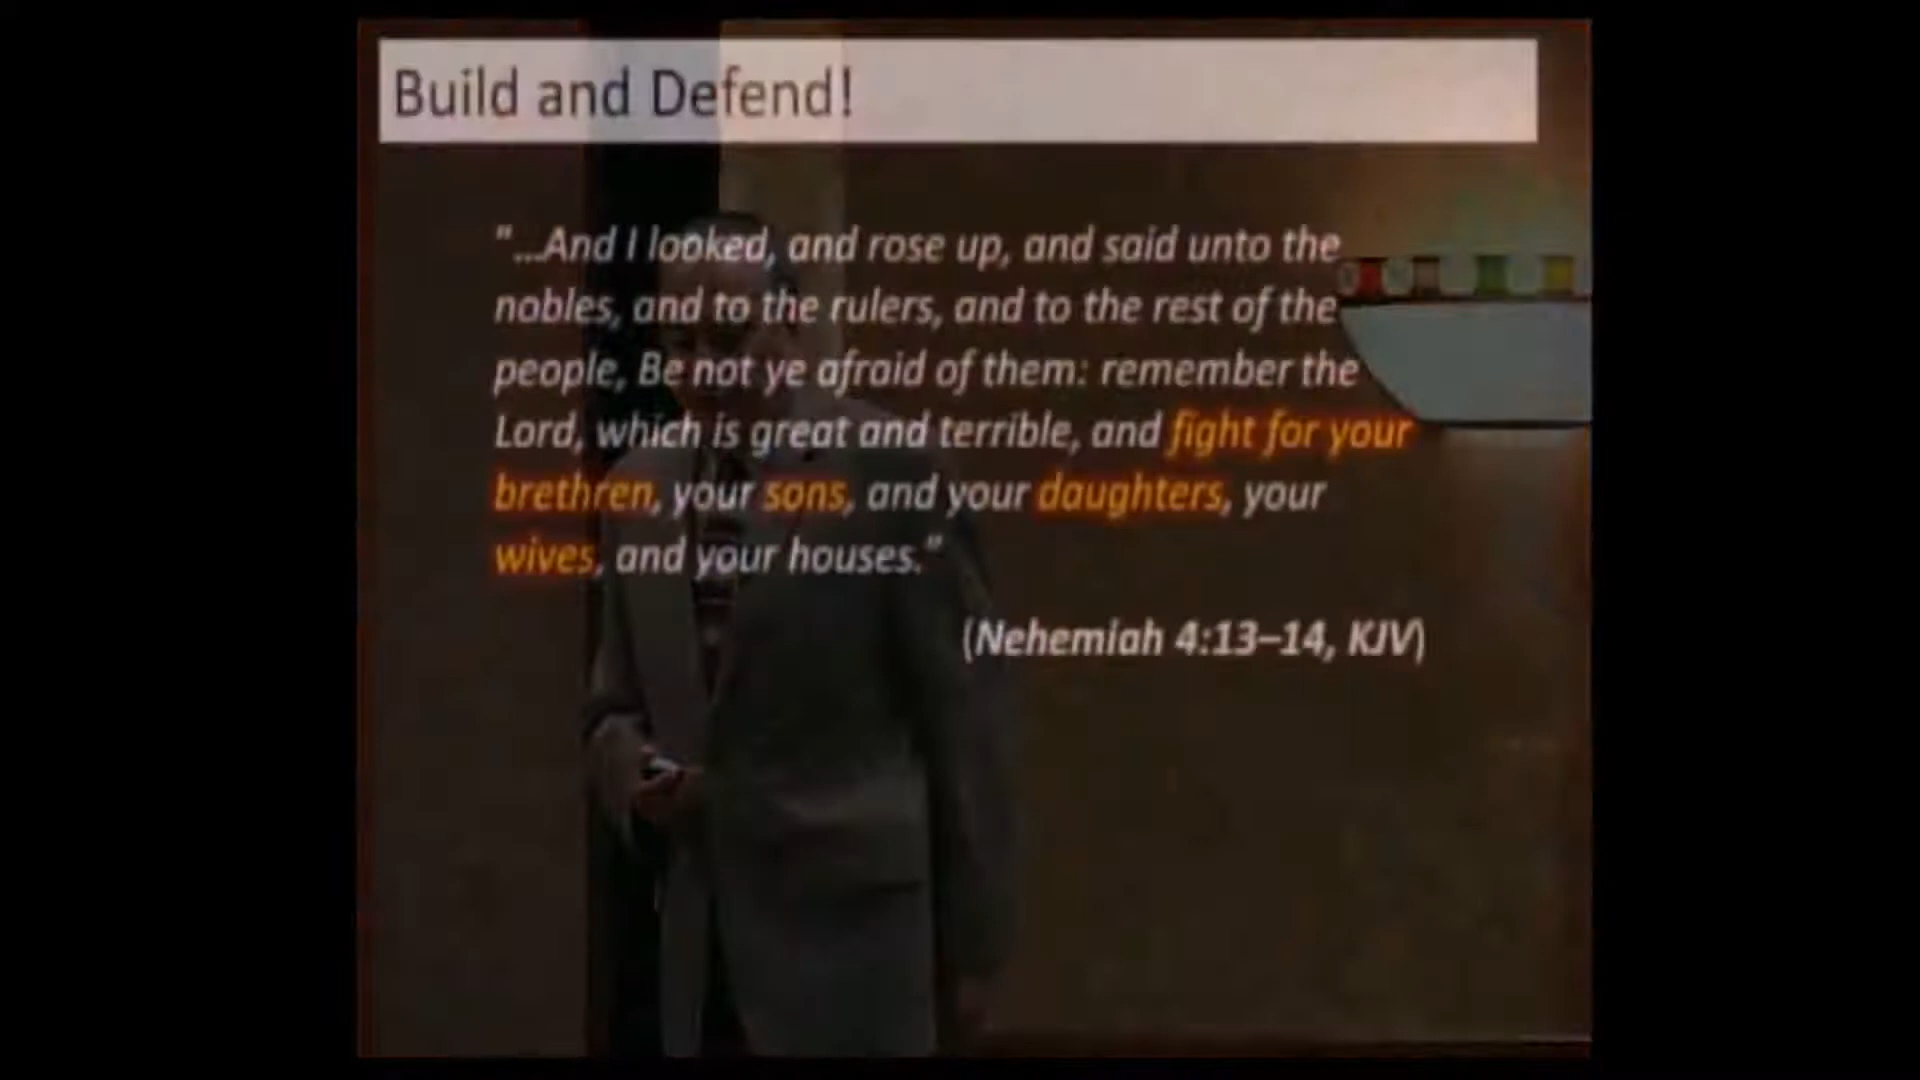 Build and Defend!
"...And I looked, and rose up, and said unto the
nobles, and to the rulers, and to the rest of the
people, Be not ye afraid of them: remember the
Lord, which is great and terrible, and fight for your
brethren, your sons, and your daughters, your
wives, and your houses."
(Nehemiah 4:13–14, KJV)